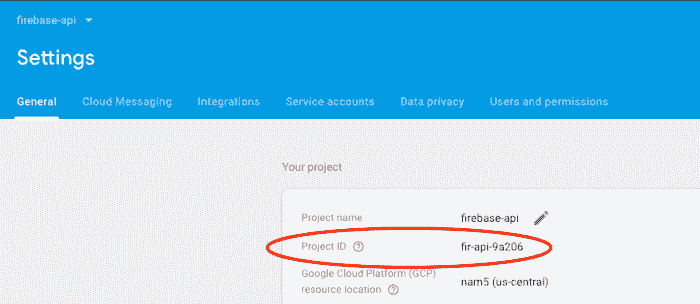 firebase-api
Settings
General Cloud Messaging Integrations Service accounts Data privacy Users and permissions
Your project
Project name firebase-api
Project ID fir-api-9a206
Google Cloud Platform (GCP)
resource location nam5 (us-central)